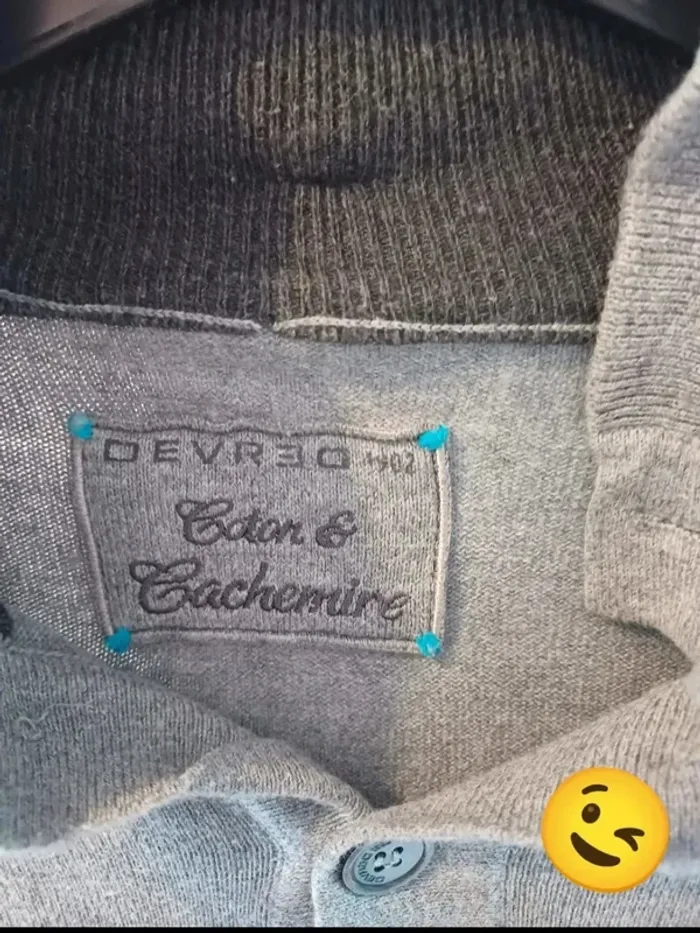 DEVRED 1902
Coton &
Cachemire